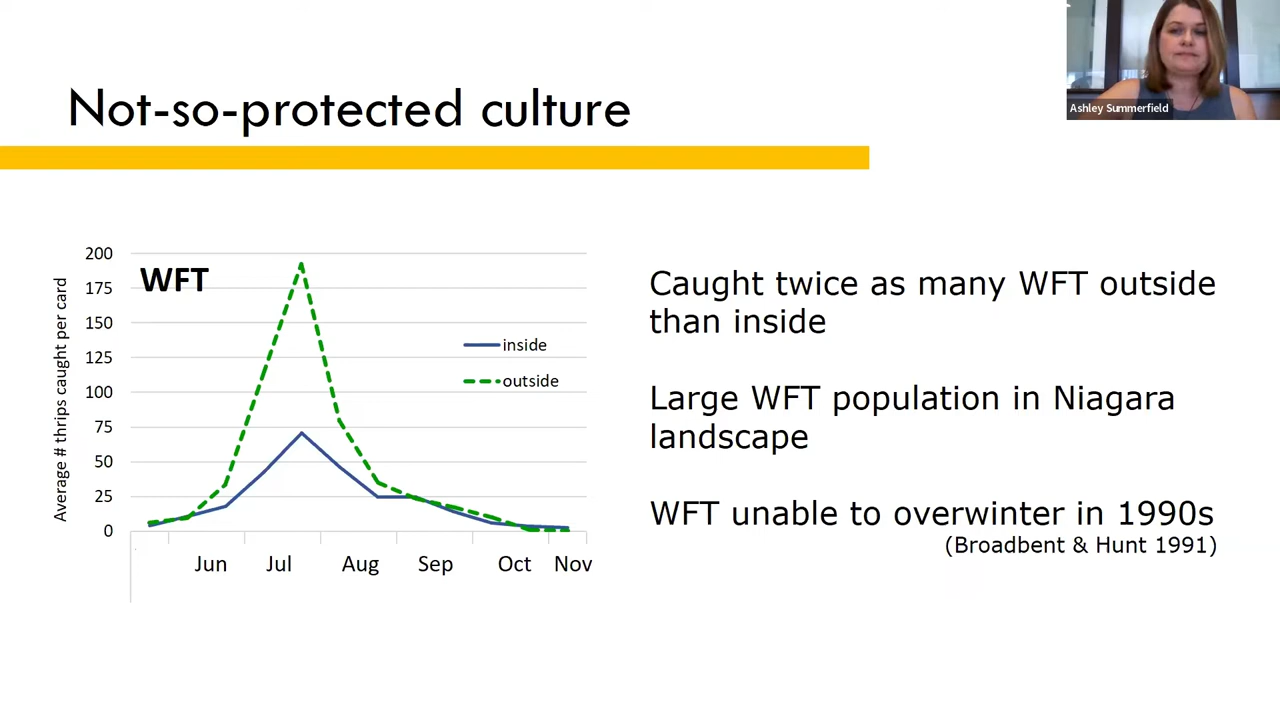 Ashley Summerfield
Not-so-protected culture
WFT
Average # thrips caught per card
200
175
150
125
100
75
50
25
0
inside
outside
Jun Jul Aug Sep Oct Nov
Caught twice as many WFT outside
than inside
Large WFT population in Niagara
landscape
WFT unable to overwinter in 1990s
(Broadbent & Hunt 1991)